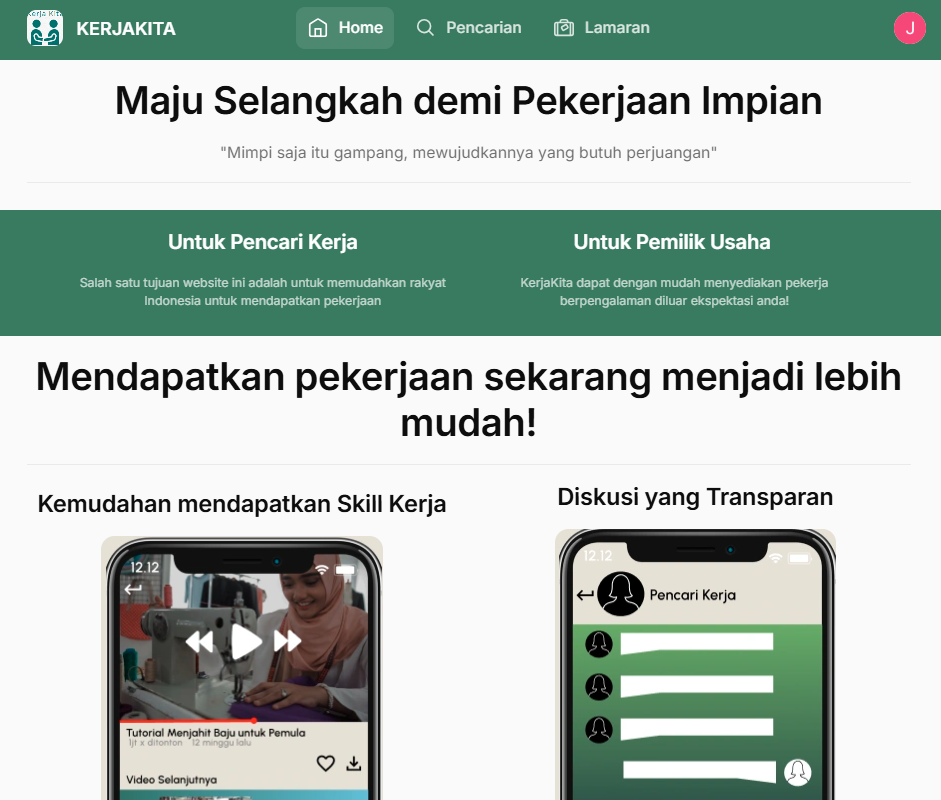 Kerja Kita
KERJAKITA
Home
Pencarian
Lamaran
J
Maju Selangkah demi Pekerjaan Impian
"Mimpi saja itu gampang, mewujudkannya yang butuh perjuangan"
Untuk Pencari Kerja
Salah satu tujuan website ini adalah untuk memudahkan rakyat
Indonesia untuk mendapatkan pekerjaan
Untuk Pemilik Usaha
KerjaKita dapat dengan mudah menyediakan pekerja
berpengalaman diluar ekspektasi anda!
Mendapatkan pekerjaan sekarang menjadi lebih
mudah!
Kemudahan mendapatkan Skill Kerja
12.12
Tutorial Menjahit Baju untuk Pemula
1jt x ditonton 12 minggu lalu
Video Selanjutnya
Diskusi yang Transparan
12.12
Pencari Kerja